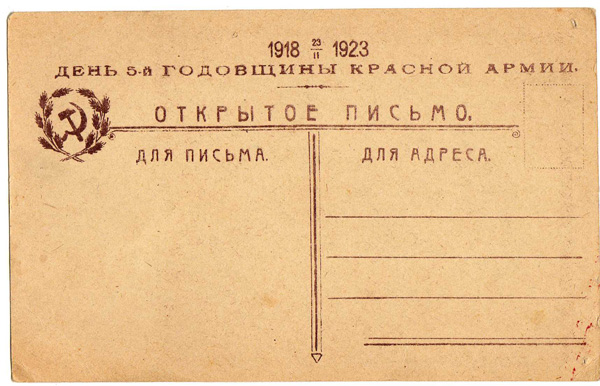 1918 23/II 1923
ДЕНЬ 5-й ГОДОВЩИНЫ КРАСНОЙ АРМИИ.
ОТКРЫТОЕ ПИСЬМО.
ДЛЯ ПИСЬМА.
ДЛЯ АДРЕСА.